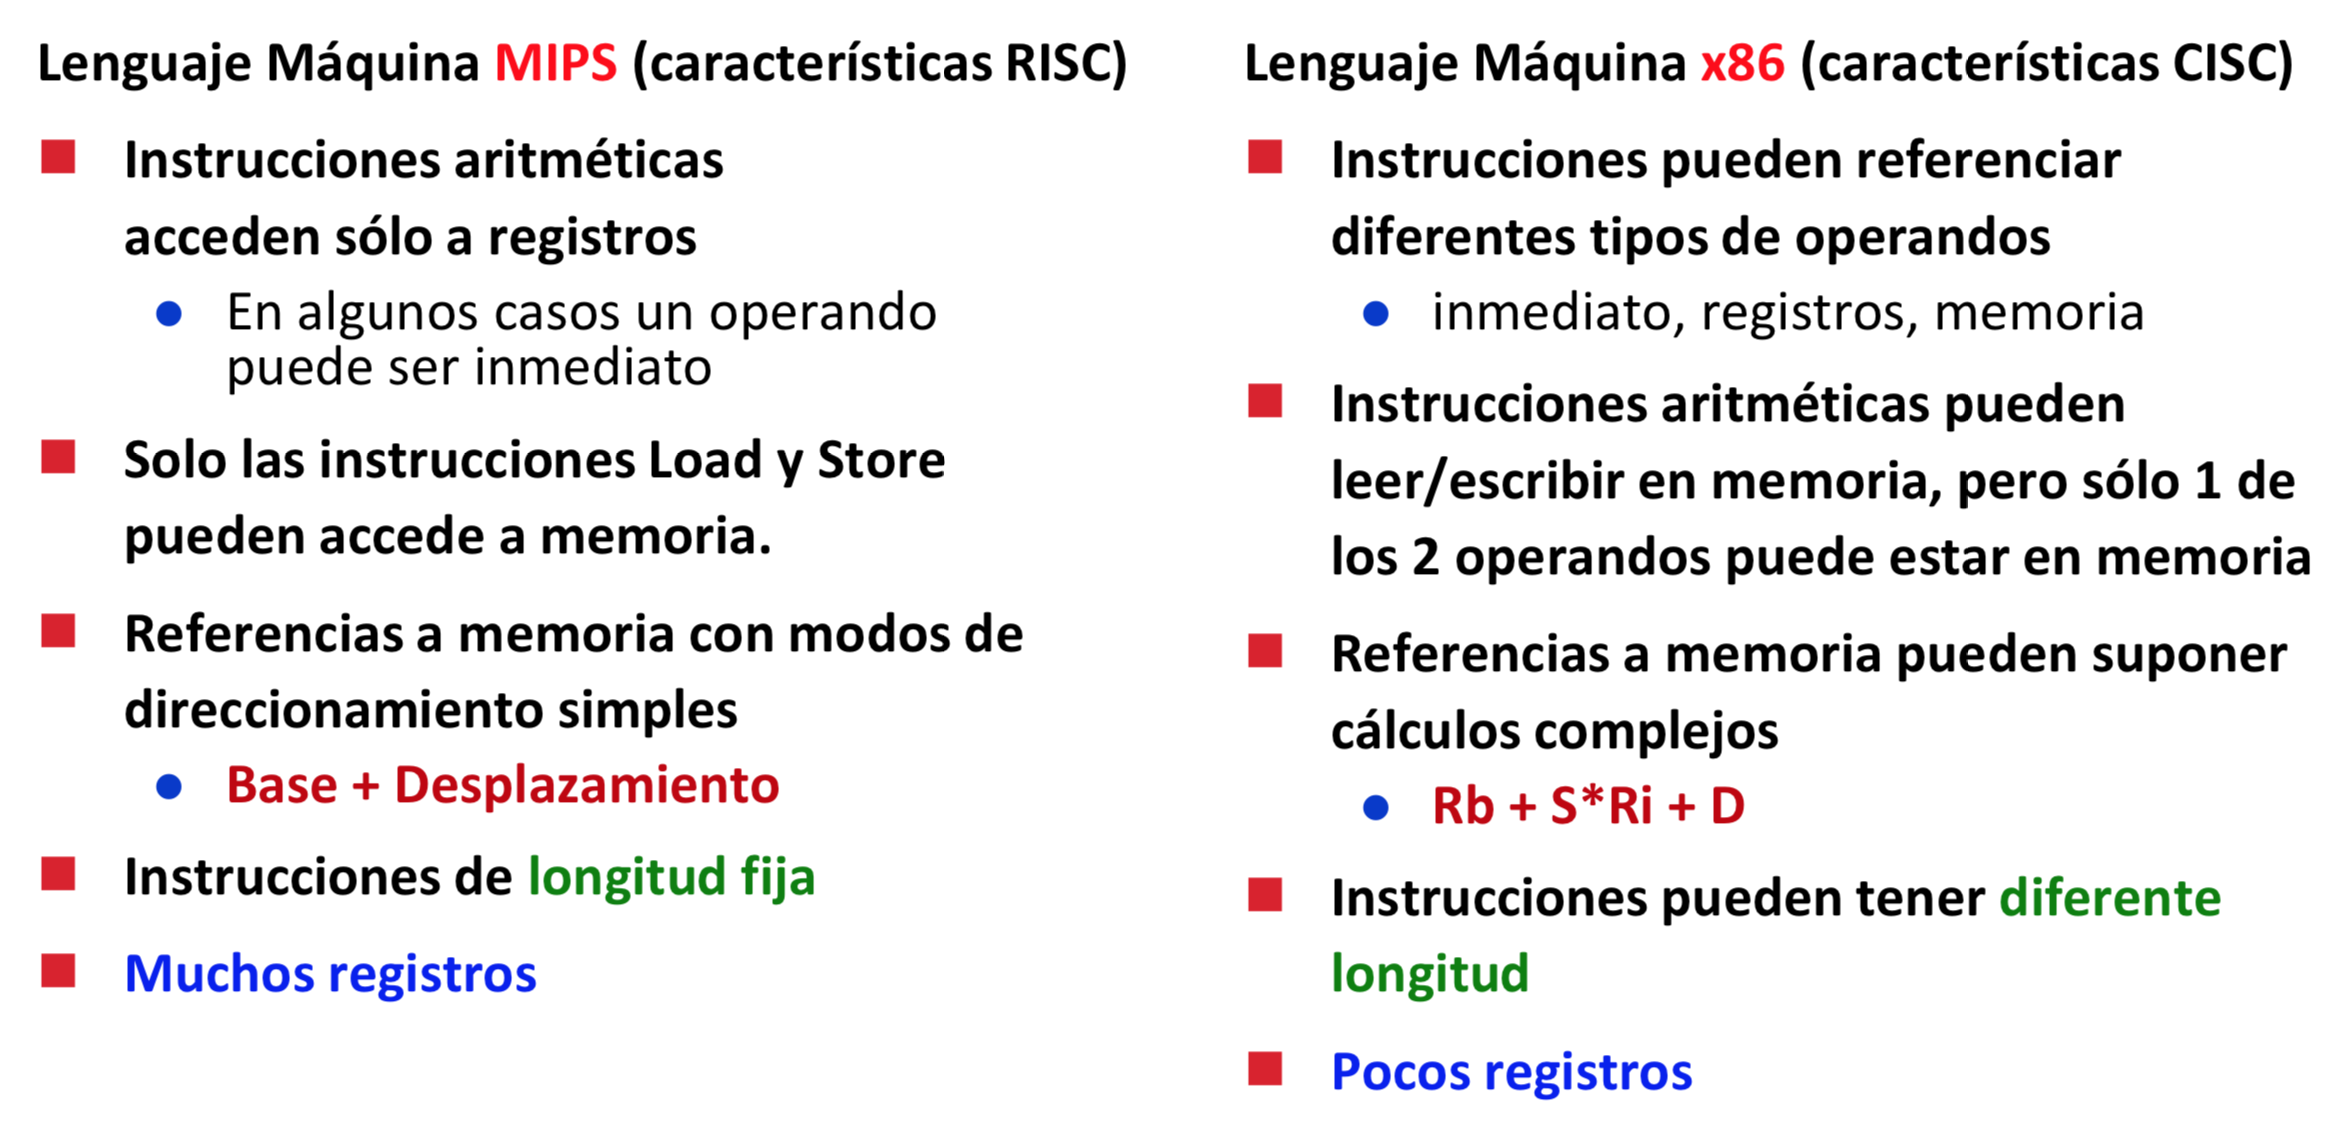 Lenguaje Máquina MIPS (características RISC)
Instrucciones aritméticas
acceden sólo a registros
En algunos casos un operando
puede ser inmediato
Solo las instrucciones Load y Store
pueden accede a memoria.
Referencias a memoria con modos de
direccionamiento simples
Base + Desplazamiento
Instrucciones de longitud fija
Muchos registros
Lenguaje Máquina x86 (características CISC)
Instrucciones pueden referenciar
diferentes tipos de operandos
inmediato, registros, memoria
Instrucciones aritméticas pueden
leer/escribir en memoria, pero sólo 1 de
los 2 operandos puede estar en memoria
Referencias a memoria pueden suponer
cálculos complejos
Rb + S*Ri + D
Instrucciones pueden tener diferente
longitud
Pocos registros